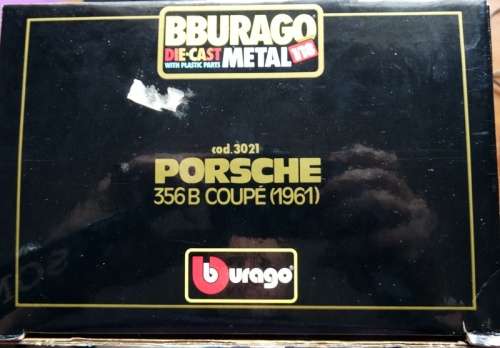 BBURAGO
DIE-CAST METAL 1/18
WITH PLASTIC PARTS
cod.3021
PORSCHE
356 B COUPÉ (1961)
burago®